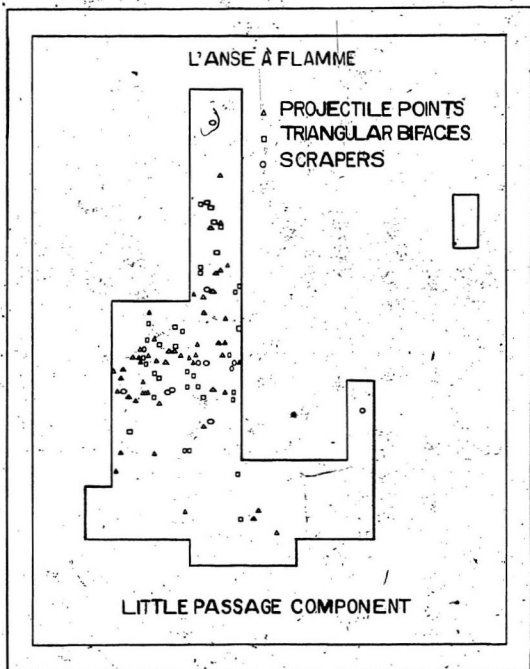 L'ANSE À FLAMME
PROJECTILE POINTS
TRIANGULAR BIFACES
SCRAPERS
LITTLE PASSAGE COMPONENT